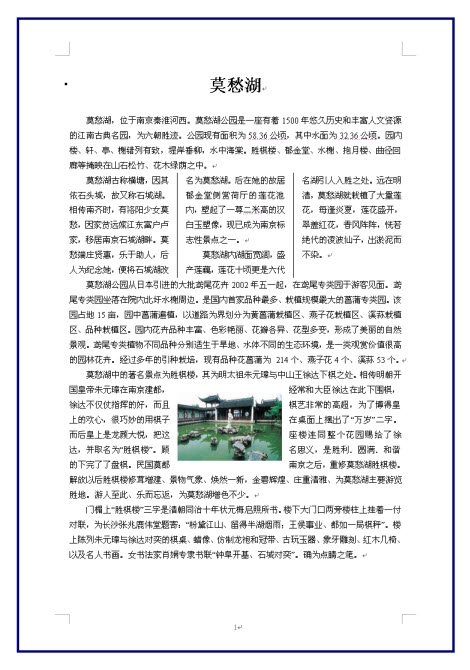 莫愁湖
莫愁湖，位于南京秦淮河西。莫愁湖公园是一座有着 1500 年悠久历史和丰富人文资源
的江南古典名园，为六朝胜迹。公园现有面积为 58.36 公顷，其中水面为 32.36 公顷。园内
楼、轩、亭、榭错列有致，堤岸垂柳，水中海棠。胜棋楼、郁金堂、水榭、抱月楼、曲径回
廊等掩映在山石松竹、花木绿荫之中。
莫愁湖古称横塘，因其
依石头城，故又称石城湖。
相传南齐时，有洛阳少女莫
愁，因家贫远嫁江东富户卢
家，移居南京石城湖畔。莫
愁端庄贤惠，乐于助人，后
人为纪念她，便将石城湖改
名为莫愁湖。后在她的故居
郁金堂侧赏荷厅的莲花池
内，塑起了一尊二米高的汉
白玉塑像，现已成为南京标
志性景点之一。
莫愁湖内湖面宽阔，盛
产莲藕，莲花十顷更是六代
名湖引人入胜之处。远在明
清，莫愁湖就栽植了大量莲
花，每逢炎夏，莲花盛开，
翠盖红花，香风阵阵，恍若
绝代的凌波仙子，出淤泥而
不染。
莫愁湖公园从日本引进的大批鸢尾花卉 2002 年五一起，在鸢尾专类园于游客见面。鸢
尾专类园坐落在院内北圩水榭周边。是国内首家品种最多、栽植规模最大的菖蒲专类园。该
园占地 15 亩，园中菖蒲遍植，以道路为界划分为黄菖蒲栽植区、燕子花栽植区、溪荪栽植
区、品种栽植区。园内花卉品种丰富、色彩艳丽、花瓣各异、花型多变，形成了美丽的自然
景观。鸢尾专类植物不同品种分别适生于旱地、水体不同的生态环境，是一类观赏价值很高
的园林花卉。经过多年的引种栽培，现有品种花菖蒲为 214 个、燕子花 4 个、溪荪 53 个。
莫愁湖中的著名景点为胜棋楼，其为明太祖朱元璋与中山王徐达下棋之处。相传明朝开
国皇帝朱元璋在南京建都，经常和大臣徐达在此下围棋，
徐达不仅仗指挥的好，而且棋艺非常的高超，为了博得皇
上的欢心，很巧妙的用棋子在桌面上摆出了“万岁”二字。
而后皇上是龙颜大悦，把这座楼连同整个花园赐给了徐
达，并取名为“胜棋楼”。顾名思义，是胜利．圆满．和谐
的下完了了盘棋。民国莫都南京之后，重修莫愁湖胜棋楼。
解放以后胜棋楼修葺增建、景物气象、焕然一新，金碧辉煌、庄重清雅、为莫愁湖主要游览
胜地。游人至此、乐而忘返，为莫愁湖增色不少。
门楣上“胜棋楼”三字是清朝同治十年状元梅启照所书。楼下大门口两旁楼柱上挂着一付
对联，为长沙张兆鹿伟堂题寄：“粉黛江山、留得半湖烟雨；王侯事业、都如一局棋枰”。楼
上陈列朱元璋与徐达对奕的棋桌、蜡像、仿制龙袍和冠带、古玩玉器、象牙雕刻、红木几椅、
以及名人书画。女书法家肖娴专隶书联“钟阜开基、石城对奕”。确为点睛之笔。
1